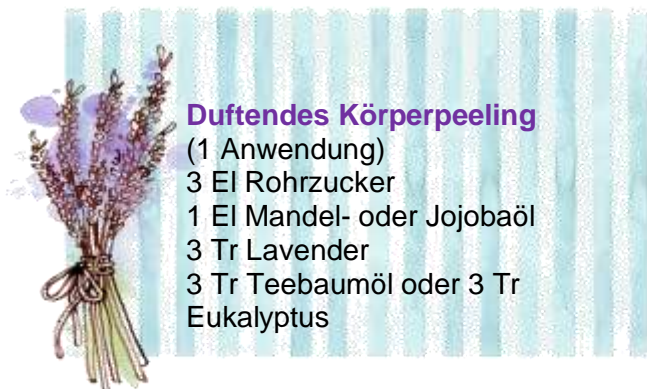 Duftendes Körperpeeling
(1 Anwendung)
3 El Rohrzucker
1 El Mandel- oder Jojobaöl
3 Tr Lavender
3 Tr Teebaumöl oder 3 Tr
Eukalyptus